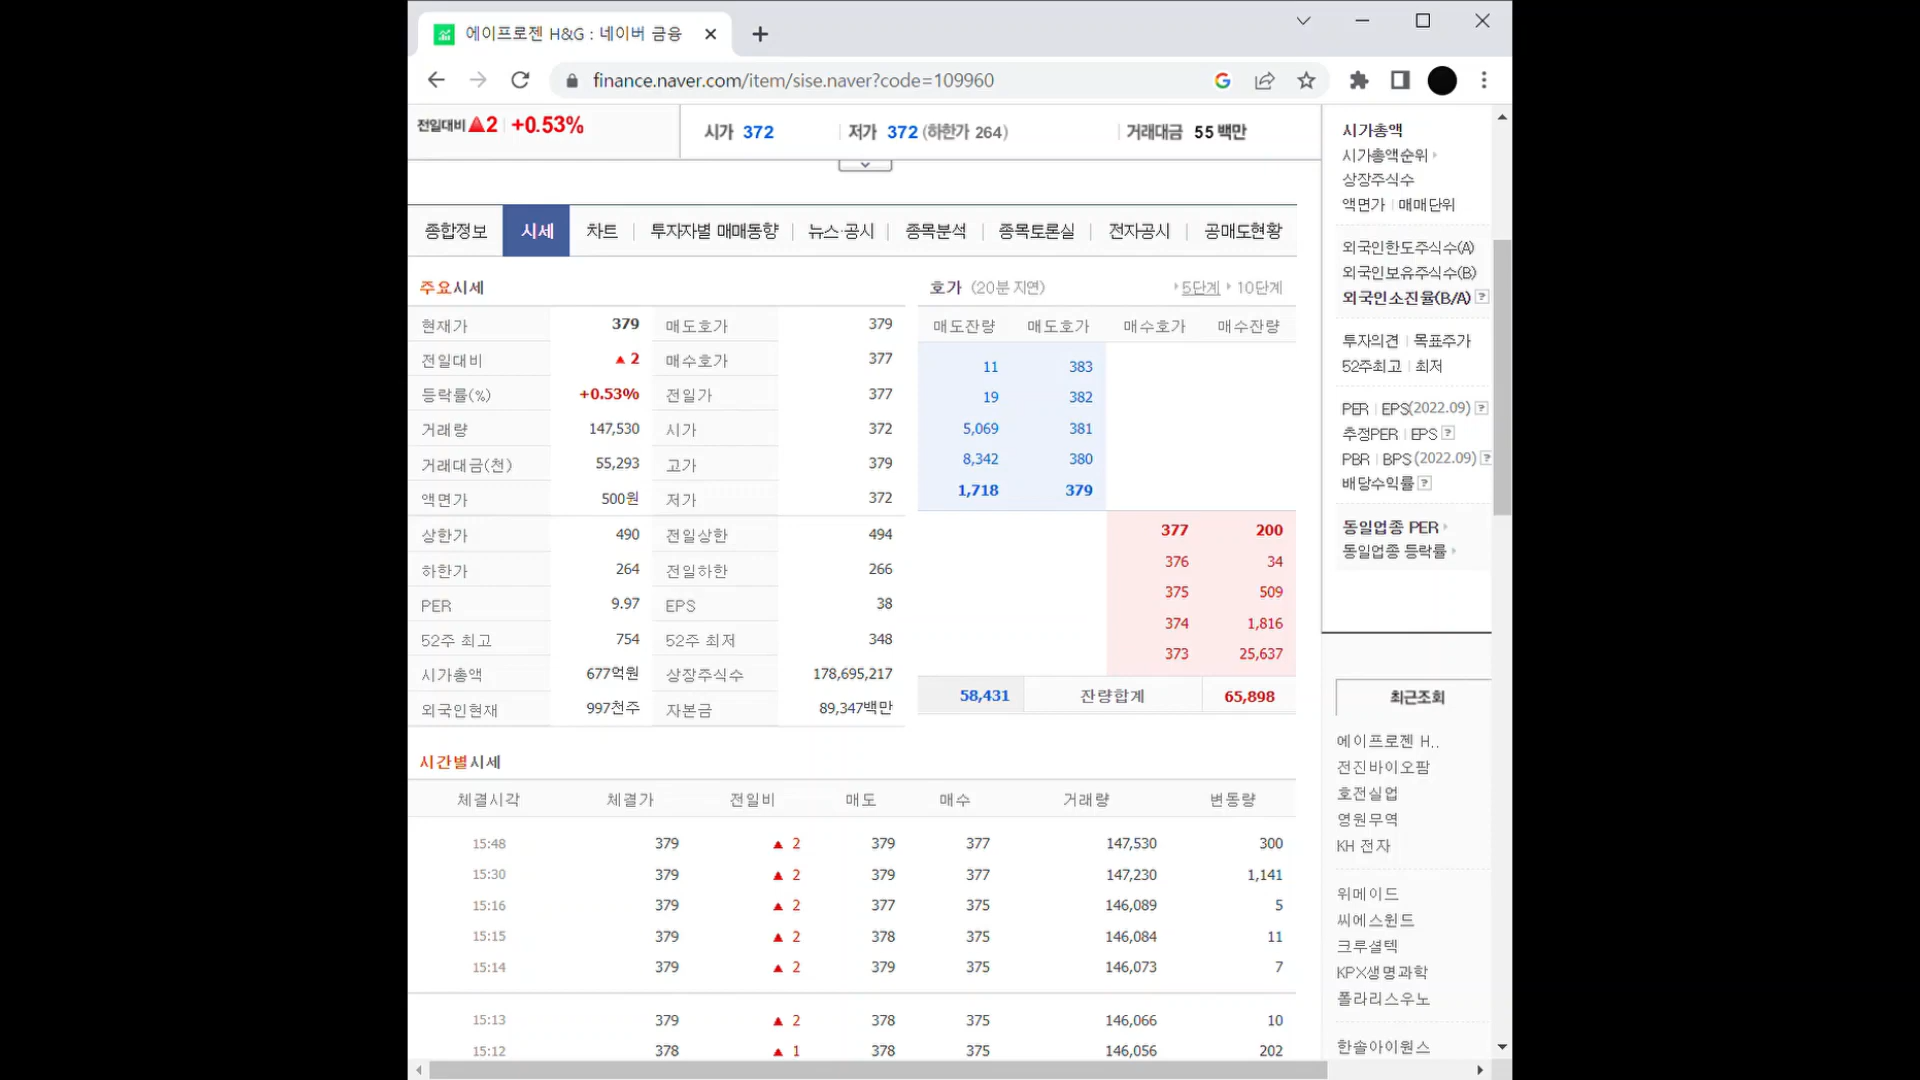 에이프로젠 H&G : 네이버 금융
finance.naver.com/item/sise.naver?code=109960
전일대비 ▲2 +0.53%
시가 372 저가 372 (하한가 264) 거래대금 55 백만
종합정보 시세 차트 투자자별 매매동향 뉴스·공시 종목분석 종목토론실 전자공시 공매도현황
주요시세
현재가 379 매도호가 379
전일대비 ▲ 2 매수호가 377
등락률(%) +0.53% 전일가 377
거래량 147,530 시가 372
거래대금(천) 55,293 고가 379
액면가 500원 저가 372
상한가 490 전일상한 494
하한가 264 전일하한 266
PER 9.97 EPS 38
52주 최고 754 52주 최저 348
시가총액 677억원 상장주식수 178,695,217
외국인현재 997천주 자본금 89,347백만
호가 (20분 지연) 5단계 10단계
매도잔량 매도호가 매수호가 매수잔량
11 383
19 382
5,069 381
8,342 380
1,718 379
377 200
376 34
375 509
374 1,816
373 25,637
58,431 잔량합계 65,898
시간별시세
체결시각 체결가 전일비 매도 매수 거래량 변동량
15:48 379 ▲ 2 379 377 147,530 300
15:30 379 ▲ 2 379 377 147,230 1,141
15:16 379 ▲ 2 377 375 146,089 5
15:15 379 ▲ 2 378 375 146,084 11
15:14 379 ▲ 2 379 375 146,073 7
15:13 379 ▲ 2 378 375 146,066 10
15:12 378 ▲ 1 378 375 146,056 202
시가총액
시가총액순위
상장주식수
액면가 매매단위
외국인한도주식수(A)
외국인보유주식수(B)
외국인소진율(B/A) ?
투자의견 목표주가
52주최고 최저
PER EPS(2022.09) ?
추정PER EPS ?
PBR BPS (2022.09) ?
배당수익률 ?
동일업종 PER
동일업종 등락률
최근조회
에이프로젠 H..
전진바이오팜
호전실업
영원무역
KH 전자
위메이드
씨에스윈드
크루셜텍
KPX생명과학
폴라리스우노
한솔아이원스